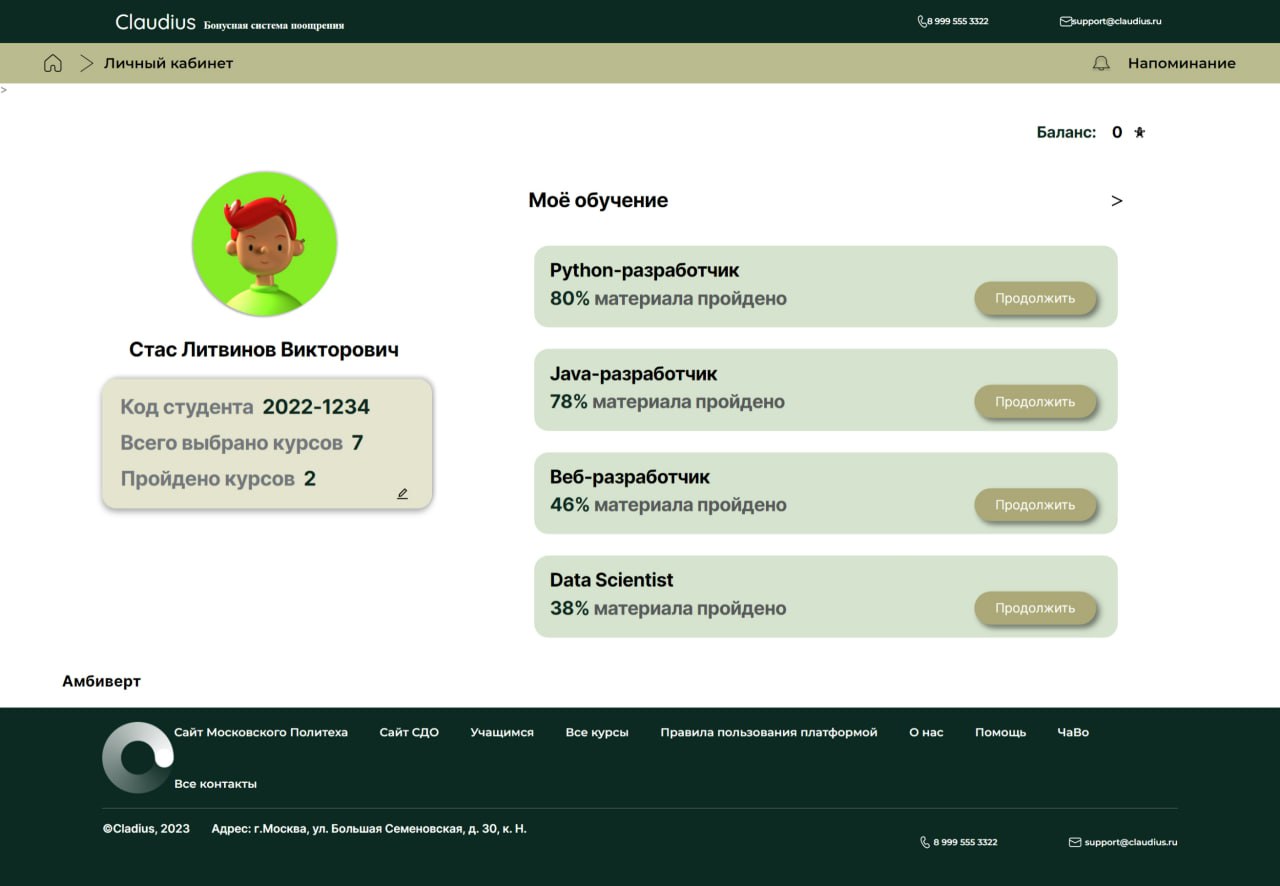 Claudius Бонусная система поощрения 8 999 555 3322 support@claudius.ru
> Личный кабинет Напоминание
>
Баланс: 0
Моё обучение >
Python-разработчик
80% материала пройдено
Продолжить
Java-разработчик
78% материала пройдено
Продолжить
Веб-разработчик
46% материала пройдено
Продолжить
Data Scientist
38% материала пройдено
Продолжить
Стас Литвинов Викторович
Код студента 2022-1234
Всего выбрано курсов 7
Пройдено курсов 2
Амбиверт
Сайт Московского Политеха Сайт СДО Учащимся Все курсы Правила пользования платформой О нас Помощь ЧаВо
Все контакты
©Cladius, 2023 Адрес: г.Москва, ул. Большая Семеновская, д. 30, к. Н.
8 999 555 3322 support@claudius.ru